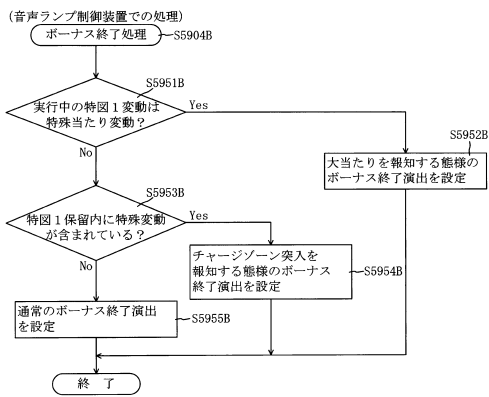 (音声ランプ制御装置での処理)
ボーナス終了処理
S5904B
S5951B
実行中の特図1変動は
特殊当たり変動?
Yes
No
S5952B
大当たりを報知する態様の
ボーナス終了演出を設定
S5953B
特図1保留内に特殊変動
が含まれている?
Yes
No
チャージゾーン突入を
報知する態様のボーナス
終了演出を設定
S5954B
通常のボーナス終了演出
を設定
S5955B
終 了